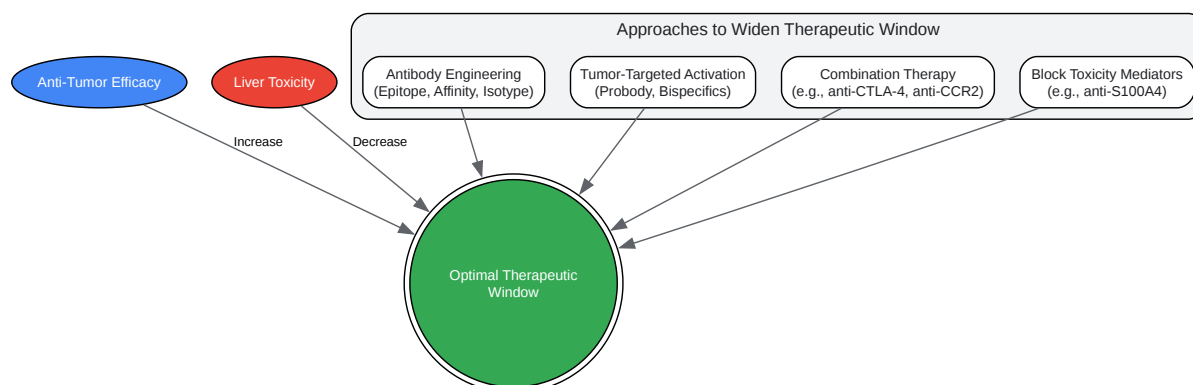 Approaches to Widen Therapeutic Window
Anti-Tumor Efficacy
Liver Toxicity
Antibody Engineering
(Epitope, Affinity, Isotype)
Tumor-Targeted Activation
(Probody, Bispecifics)
Combination Therapy
(e.g., anti-CTLA-4, anti-CCR2)
Block Toxicity Mediators
(e.g., anti-S100A4)
Increase
Decrease
Optimal Therapeutic
Window